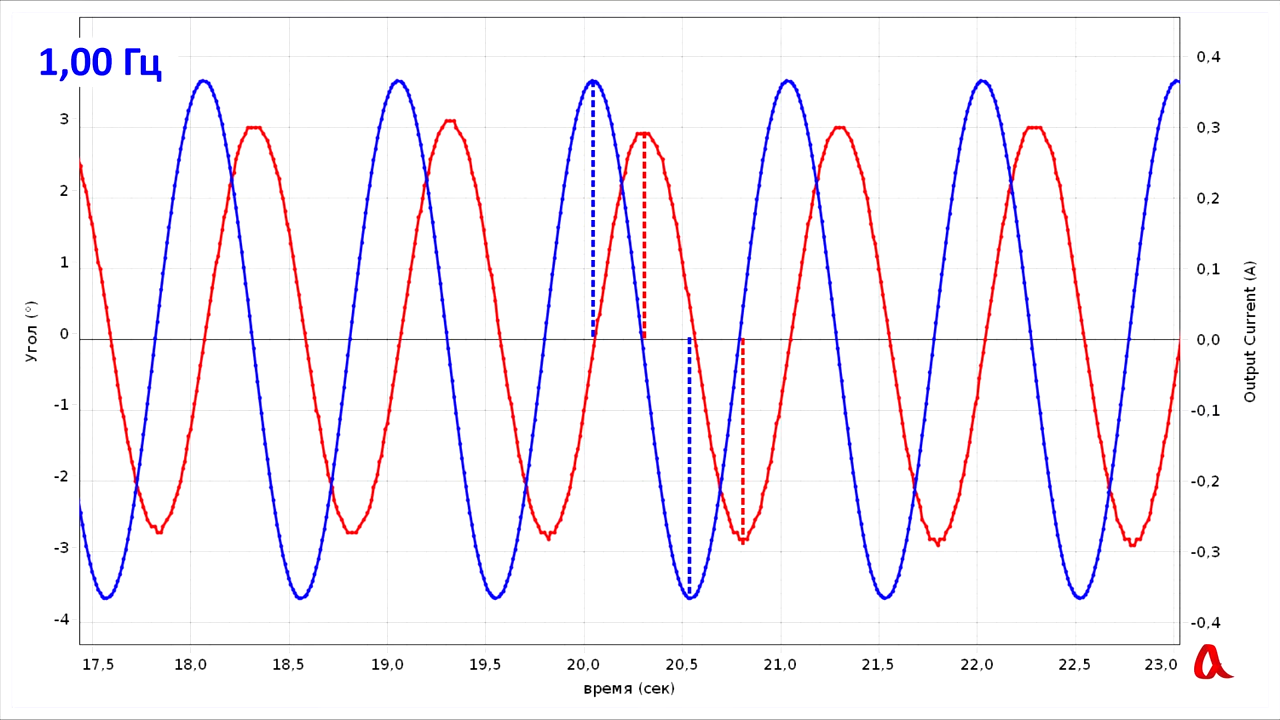 1,00 Гц
3
2
1
0
-1
-2
-3
-4
Угол (°)
0,4
0,3
0,2
0,1
0,0
-0,1
-0,2
-0,3
-0,4
Output Current (A)
17,5 18,0 18,5 19,0 19,5 20,0 20,5 21,0 21,5 22,0 22,5 23,0
время (сек)
a